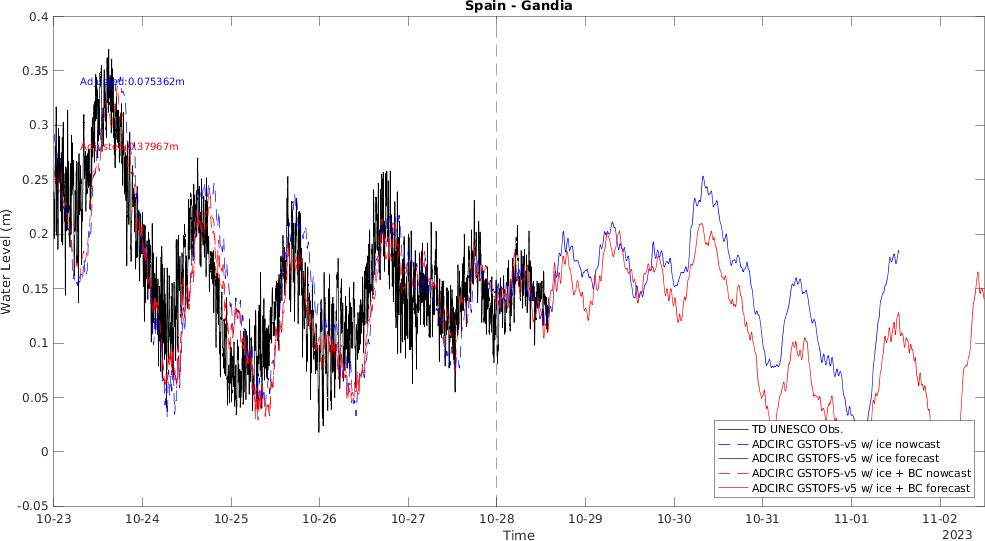 Spain - Gandia
Water Level (m)
0.4
0.35
0.3
0.25
0.2
0.15
0.1
0.05
0
-0.05
Adjusted:0.075362m
TD UNESCO Obs.
ADCIRC GSTOFS-v5 w/ ice nowcast
ADCIRC GSTOFS-v5 w/ ice forecast
ADCIRC GSTOFS-v5 w/ ice + BC nowcast
ADCIRC GSTOFS-v5 w/ ice + BC forecast
10-23 10-24 10-25 10-26 10-27 10-28 10-29 10-30 10-31 11-01 11-02
Time
2023